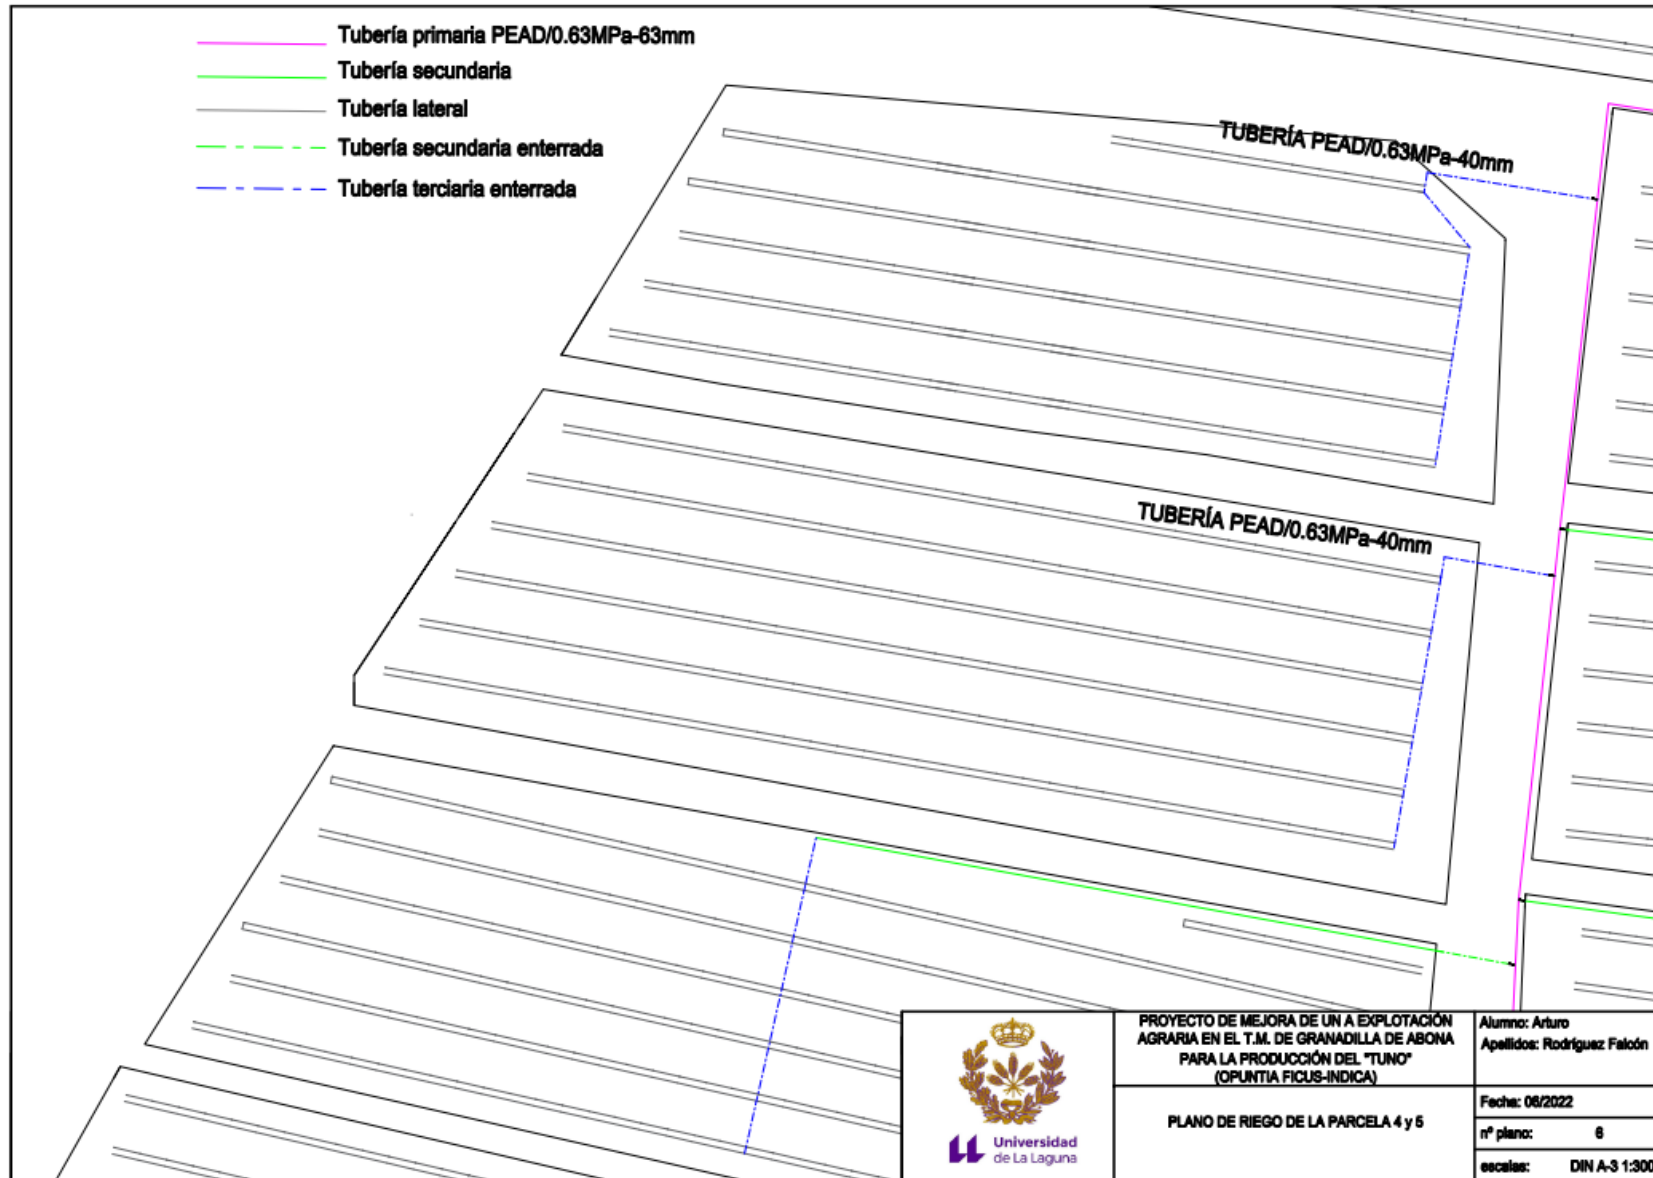 Tubería primaria PEAD/0.63MPa-63mm
Tubería secundaria
Tubería lateral
Tubería secundaria enterrada
Tubería terciaria enterrada
TUBERÍA PEAD/0.63MPa-40mm
TUBERÍA PEAD/0.63MPa-40mm
Universidad
de La Laguna
PROYECTO DE MEJORA DE UN A EXPLOTACIÓN
AGRARIA EN EL T.M. DE GRANADILLA DE ABONA
PARA LA PRODUCCIÓN DEL "TUNO"
(OPUNTIA FICUS-INDICA)
PLANO DE RIEGO DE LA PARCELA 4 y 5
Alumno: Arturo
Apellidos: Rodríguez Falcón
Fecha: 06/2022
nº plano: 6
escalas: DIN A-3 1:300